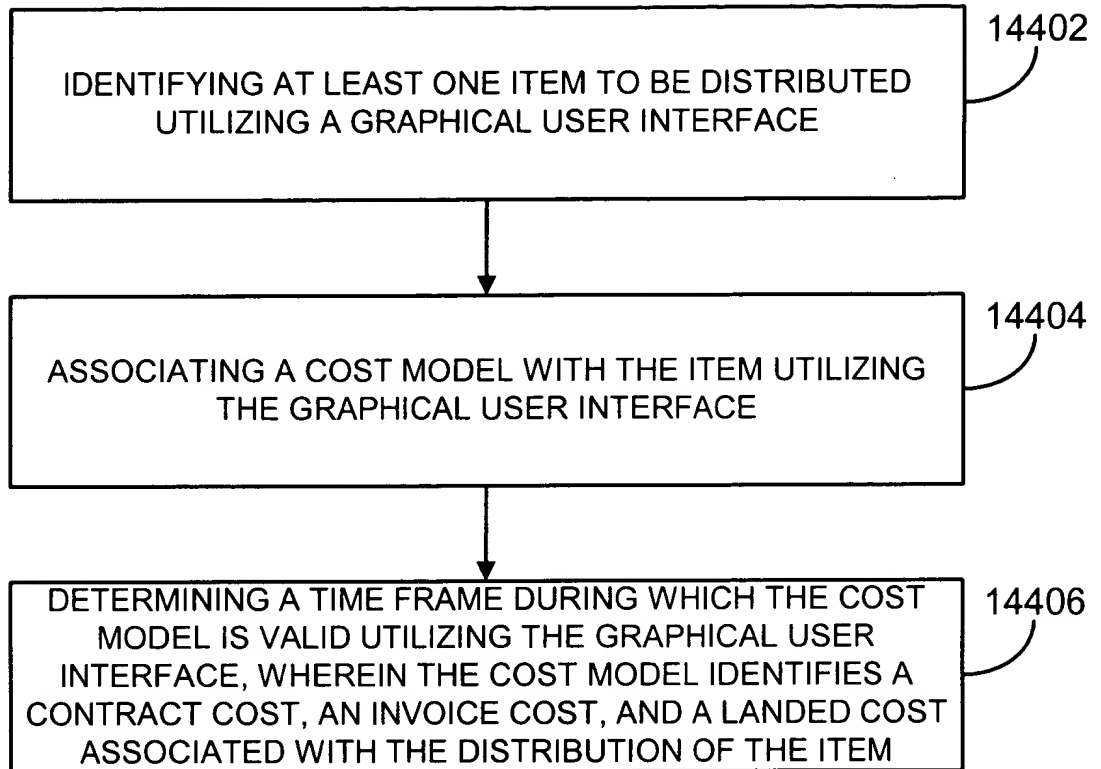 14402
IDENTIFYING AT LEAST ONE ITEM TO BE DISTRIBUTED
UTILIZING A GRAPHICAL USER INTERFACE
14404
ASSOCIATING A COST MODEL WITH THE ITEM UTILIZING
THE GRAPHICAL USER INTERFACE
14406
DETERMINING A TIME FRAME DURING WHICH THE COST
MODEL IS VALID UTILIZING THE GRAPHICAL USER
INTERFACE, WHEREIN THE COST MODEL IDENTIFIES A
CONTRACT COST, AN INVOICE COST, AND A LANDED COST
ASSOCIATED WITH THE DISTRIBUTION OF THE ITEM